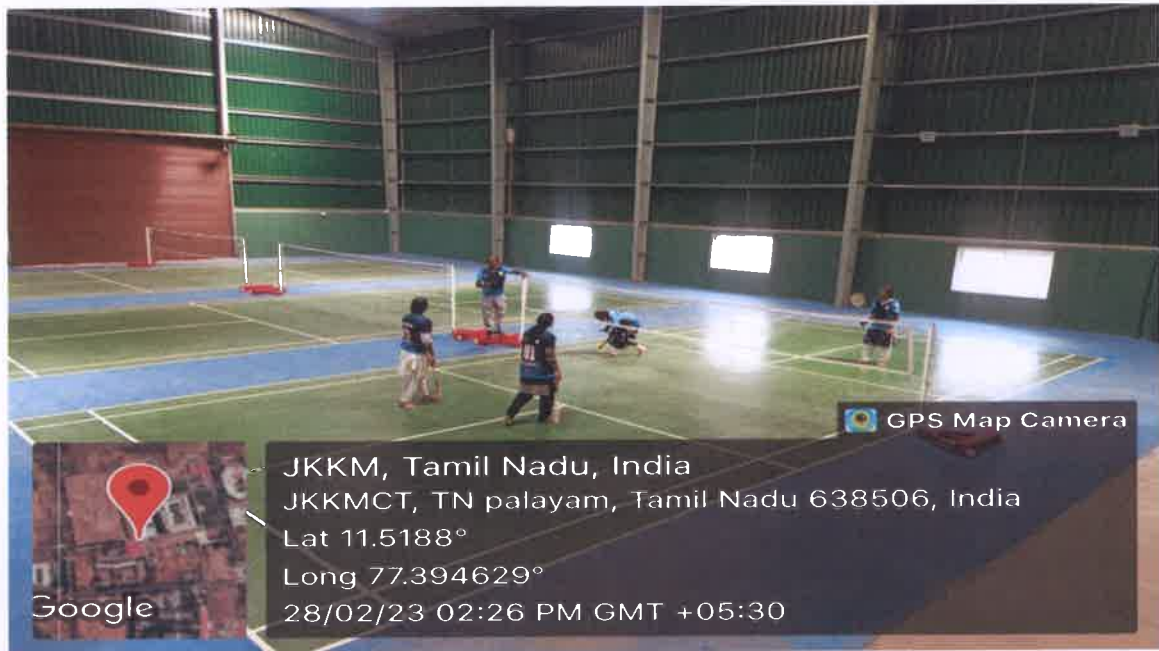 GPS Map Camera
JKKM, Tamil Nadu, India
JKKMCT, TN palayam, Tamil Nadu 638506, India
Lat 11.5188°
Long 77.394629°
28/02/23 02:26 PM GMT +05:30
Google